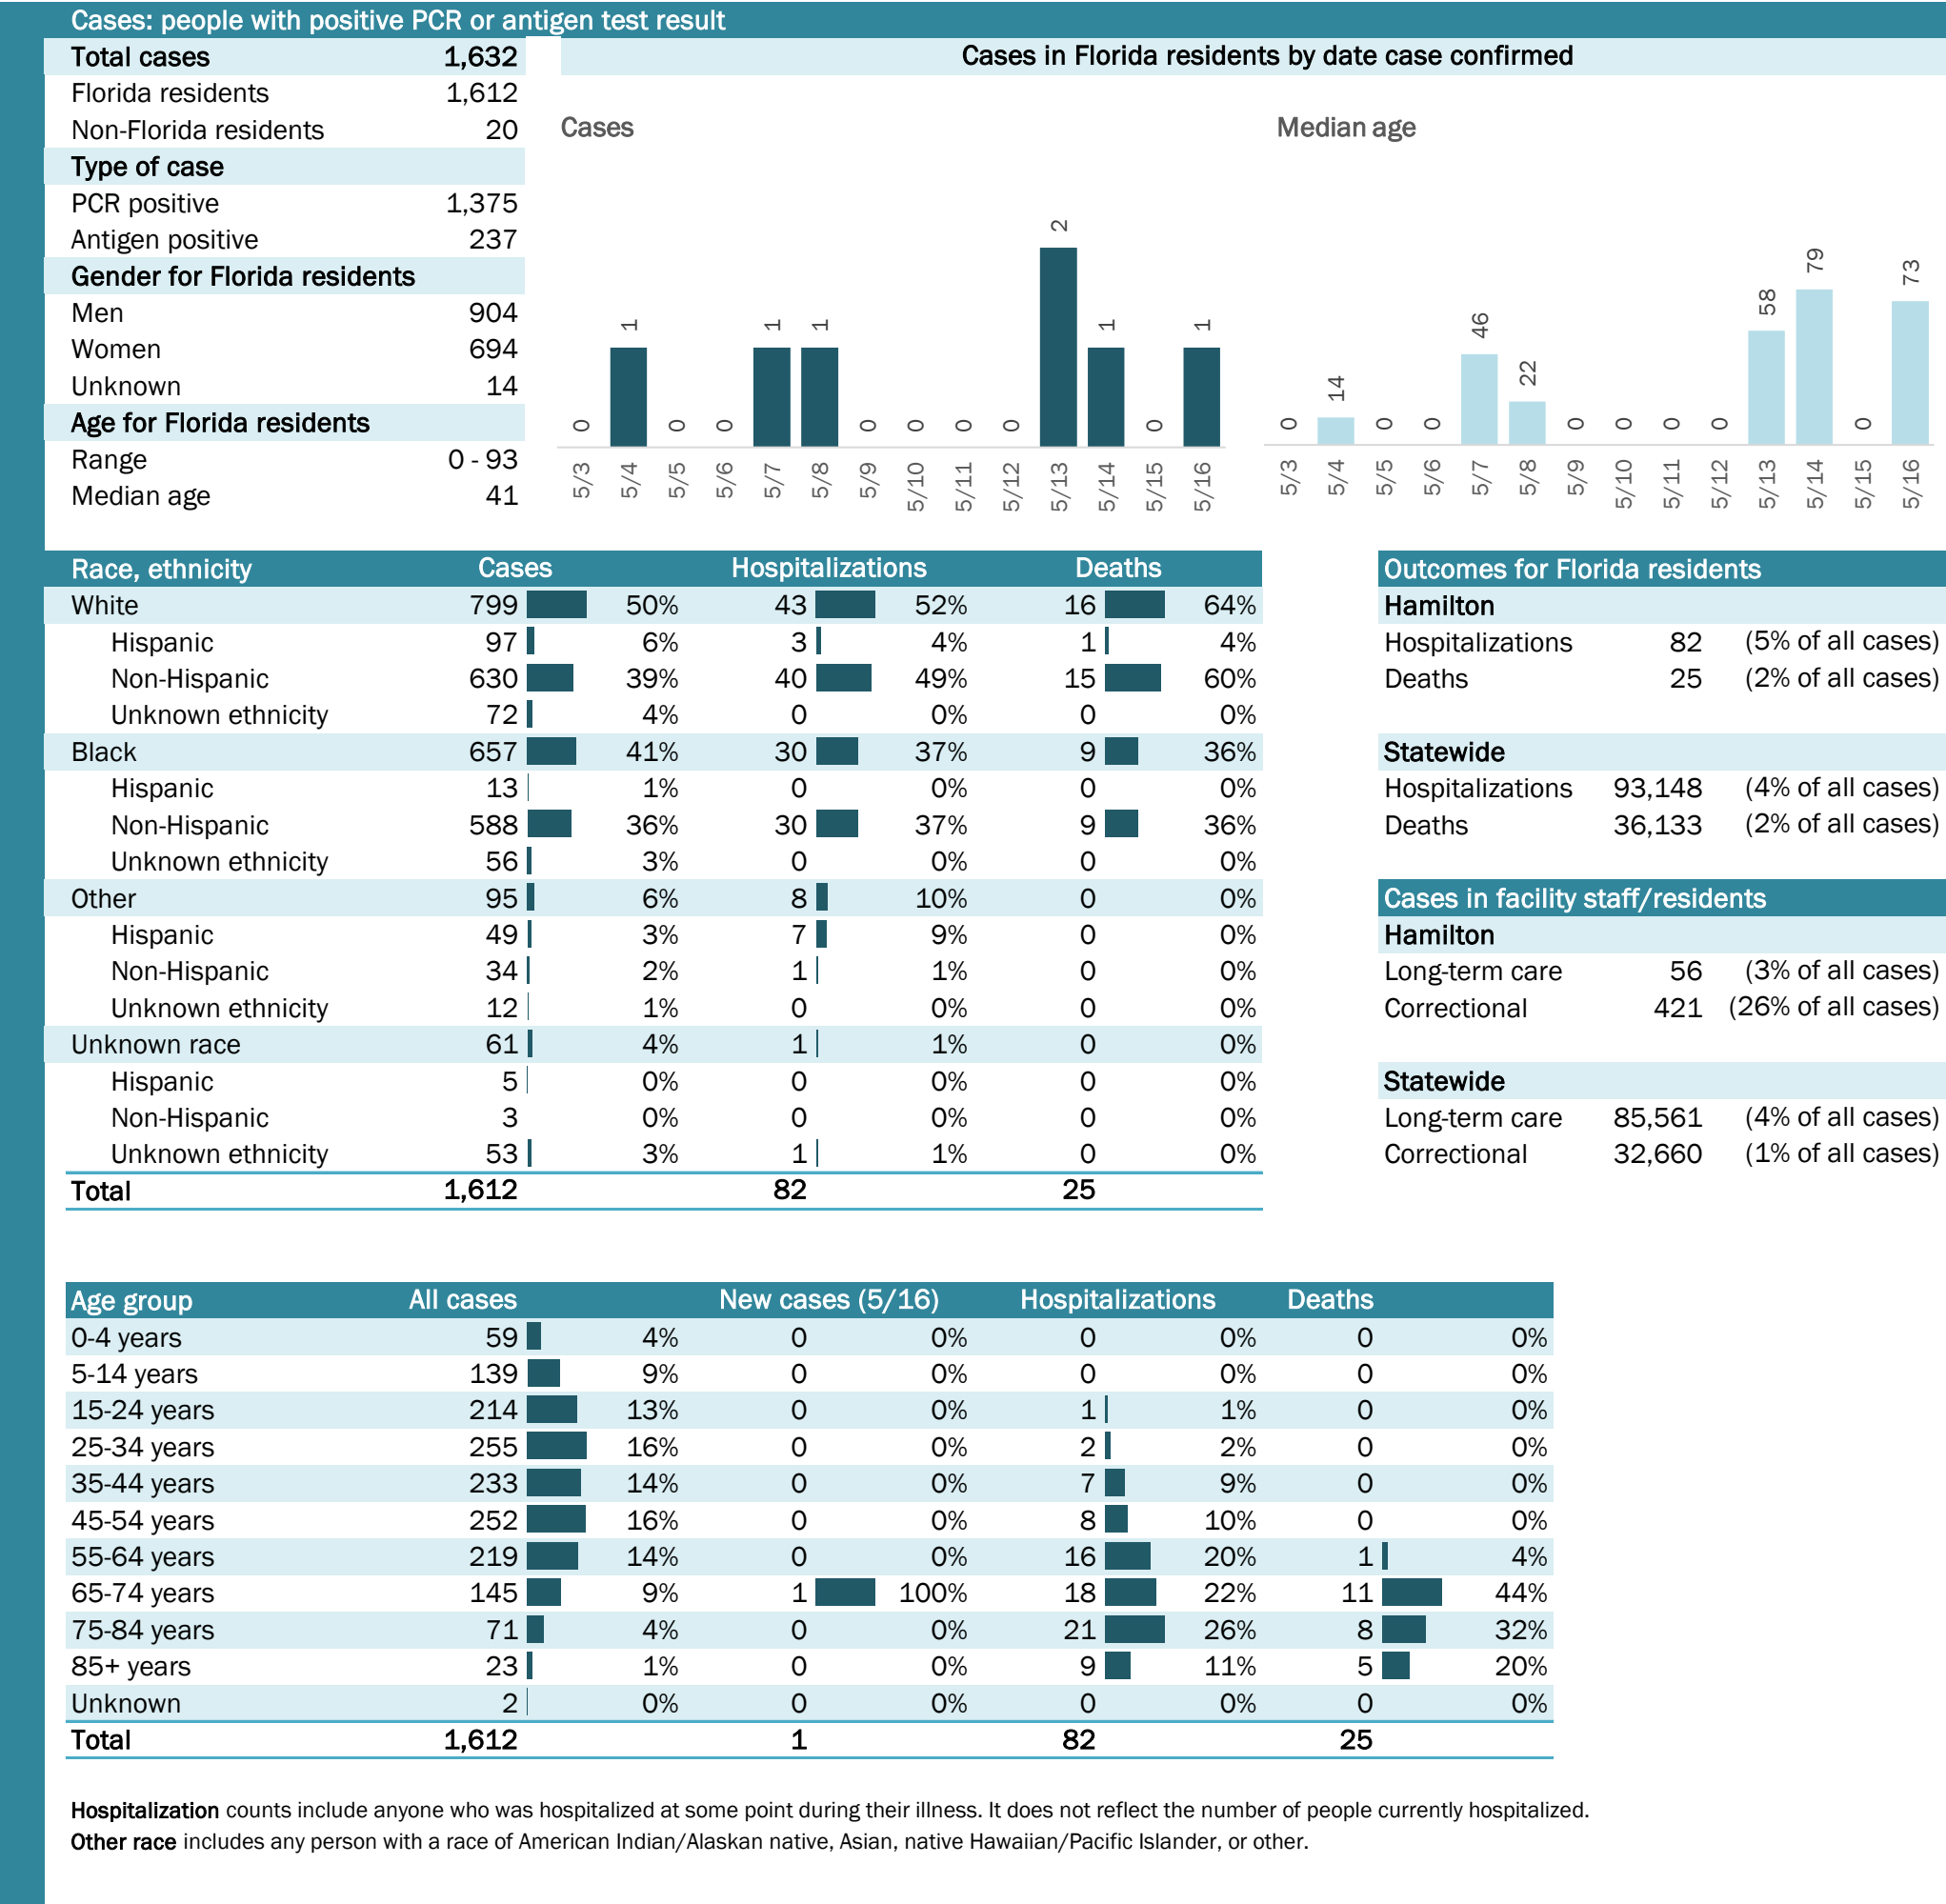 Cases: people with positive PCR or antigen test result
Total cases 1,632
Florida residents 1,612
Non-Florida residents 20
Type of case
PCR positive 1,375
Antigen positive 237
Gender for Florida residents
Men 904
Women 694
Unknown 14
Age for Florida residents
Range 0 - 93
Median age 41
Cases in Florida residents by date case confirmed
Cases
0 1 0 0 1 1 0 0 0 0 2 1 0 1
5/3 5/4 5/5 5/6 5/7 5/8 5/9 5/10 5/11 5/12 5/13 5/14 5/15 5/16
Median age
0 14 0 0 46 22 0 0 0 0 58 79 0 73
5/3 5/4 5/5 5/6 5/7 5/8 5/9 5/10 5/11 5/12 5/13 5/14 5/15 5/16
Race, ethnicity Cases Hospitalizations Deaths
White 799 50% 43 52% 16 64%
Hispanic 97 6% 3 4% 1 4%
Non-Hispanic 630 39% 40 49% 15 60%
Unknown ethnicity 72 4% 0 0% 0 0%
Black 657 41% 30 37% 9 36%
Hispanic 13 1% 0 0% 0 0%
Non-Hispanic 588 36% 30 37% 9 36%
Unknown ethnicity 56 3% 0 0% 0 0%
Other 95 6% 8 10% 0 0%
Hispanic 49 3% 7 9% 0 0%
Non-Hispanic 34 2% 1 1% 0 0%
Unknown ethnicity 12 1% 0 0% 0 0%
Unknown race 61 4% 1 1% 0 0%
Hispanic 5 0% 0 0% 0 0%
Non-Hispanic 3 0% 0 0% 0 0%
Unknown ethnicity 53 3% 1 1% 0 0%
Total 1,612 82 25
Outcomes for Florida residents
Hamilton
Hospitalizations 82 (5% of all cases)
Deaths 25 (2% of all cases)
Statewide
Hospitalizations 93,148 (4% of all cases)
Deaths 36,133 (2% of all cases)
Cases in facility staff/residents
Hamilton
Long-term care 56 (3% of all cases)
Correctional 421 (26% of all cases)
Statewide
Long-term care 85,561 (4% of all cases)
Correctional 32,660 (1% of all cases)
Age group All cases New cases (5/16) Hospitalizations Deaths
0-4 years 59 4% 0 0% 0 0% 0 0%
5-14 years 139 9% 0 0% 0 0% 0 0%
15-24 years 214 13% 0 0% 1 1% 0 0%
25-34 years 255 16% 0 0% 2 2% 0 0%
35-44 years 233 14% 0 0% 7 9% 0 0%
45-54 years 252 16% 0 0% 8 10% 0 0%
55-64 years 219 14% 0 0% 16 20% 1 4%
65-74 years 145 9% 1 100% 18 22% 11 44%
75-84 years 71 4% 0 0% 21 26% 8 32%
85+ years 23 1% 0 0% 9 11% 5 20%
Unknown 2 0% 0 0% 0 0% 0 0%
Total 1,612 1 82 25
Hospitalization counts include anyone who was hospitalized at some point during their illness. It does not reflect the number of people currently hospitalized.
Other race includes any person with a race of American Indian/Alaskan native, Asian, native Hawaiian/Pacific Islander, or other.